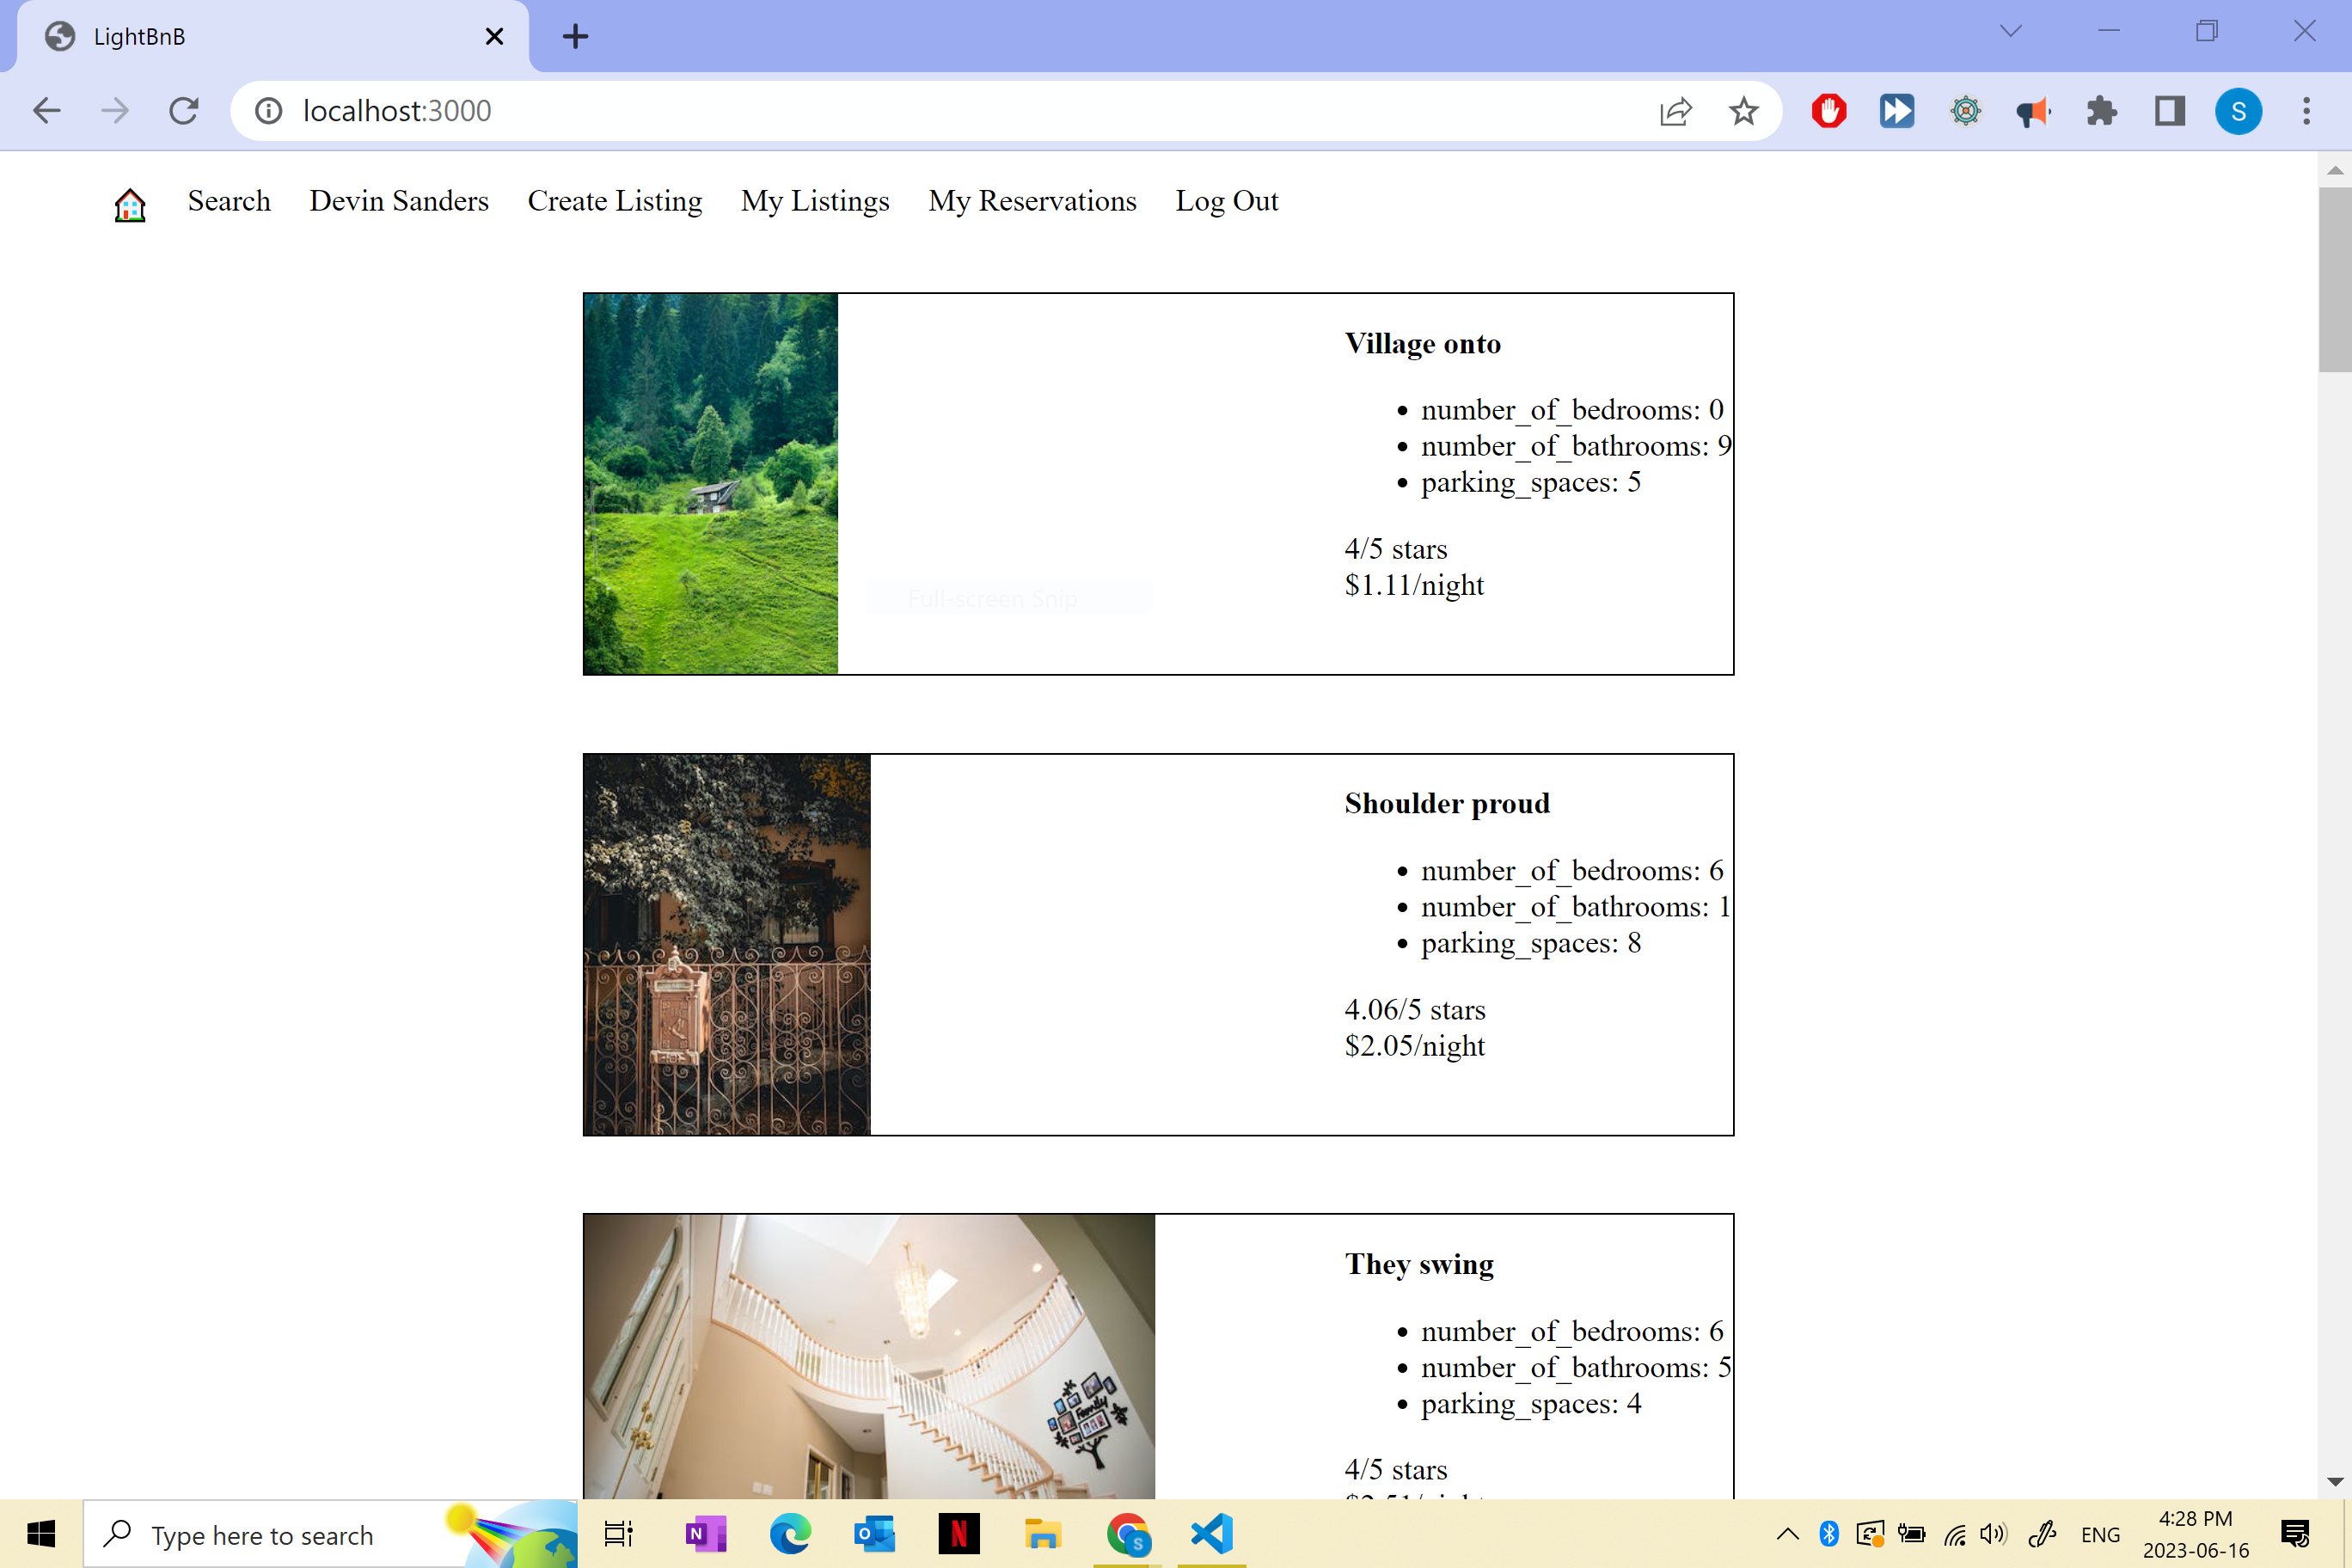 LightBnB
localhost:3000
S
Search Devin Sanders Create Listing My Listings My Reservations Log Out
Village onto
• number_of_bedrooms: 0
• number_of_bathrooms: 9
• parking_spaces: 5
4/5 stars
$1.11/night
Full-screen Snip
Shoulder proud
• number_of_bedrooms: 6
• number_of_bathrooms: 1
• parking_spaces: 8
4.06/5 stars
$2.05/night
They swing
• number_of_bedrooms: 6
• number_of_bathrooms: 5
• parking_spaces: 4
4/5 stars
Family
Type here to search
N
O
N
S
ENG
4:28 PM
2023-06-16